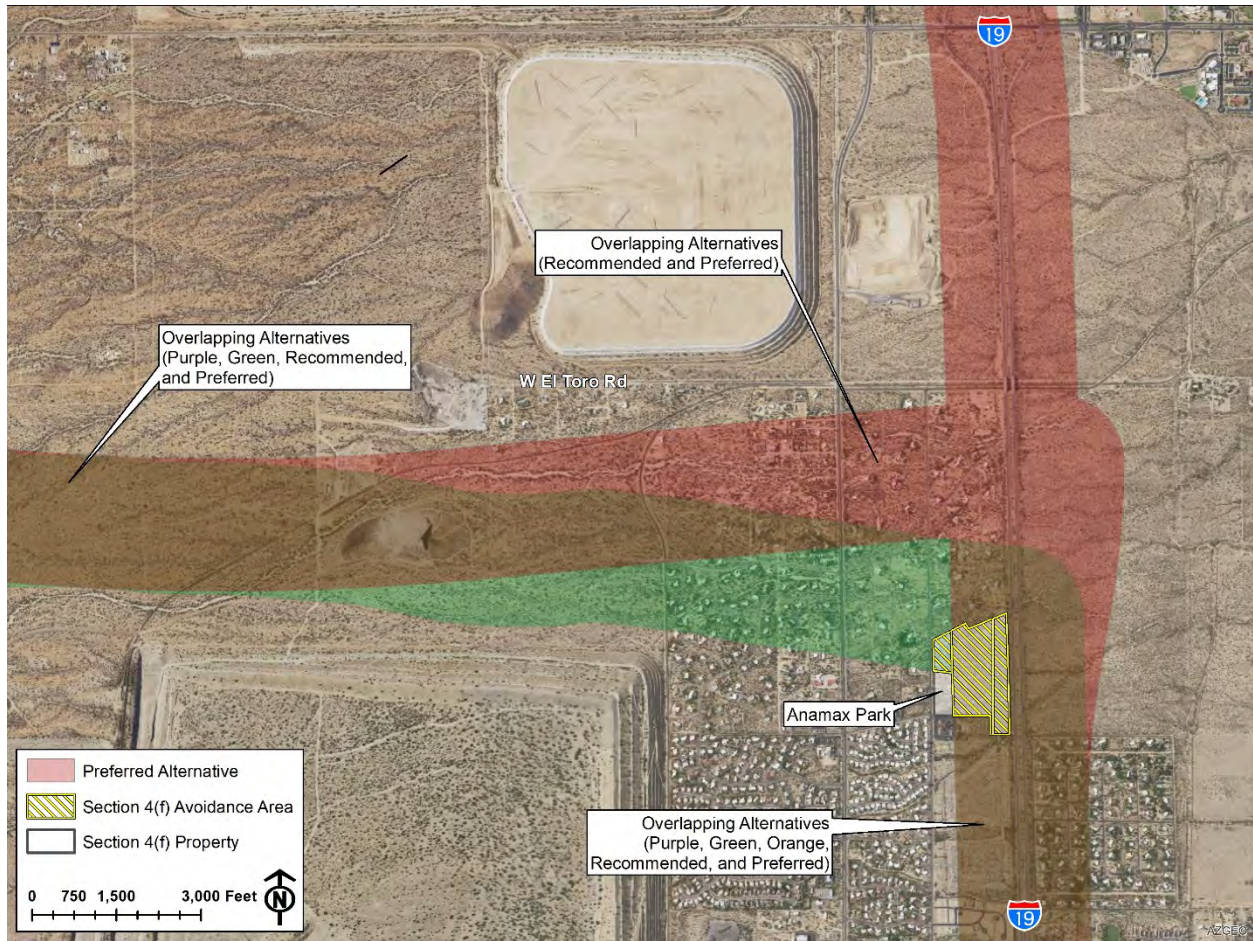 19
Overlapping Alternatives
(Recommended and Preferred)
Overlapping Alternatives
(Purple, Green, Recommended,
and Preferred)
W El Toro Rd
Anamax Park
Preferred Alternative
Section 4(f) Avoidance Area
Section 4(f) Property
0 750 1,500 3,000 Feet
N
Overlapping Alternatives
(Purple, Green, Orange,
Recommended, and Preferred)
19
AZGEO